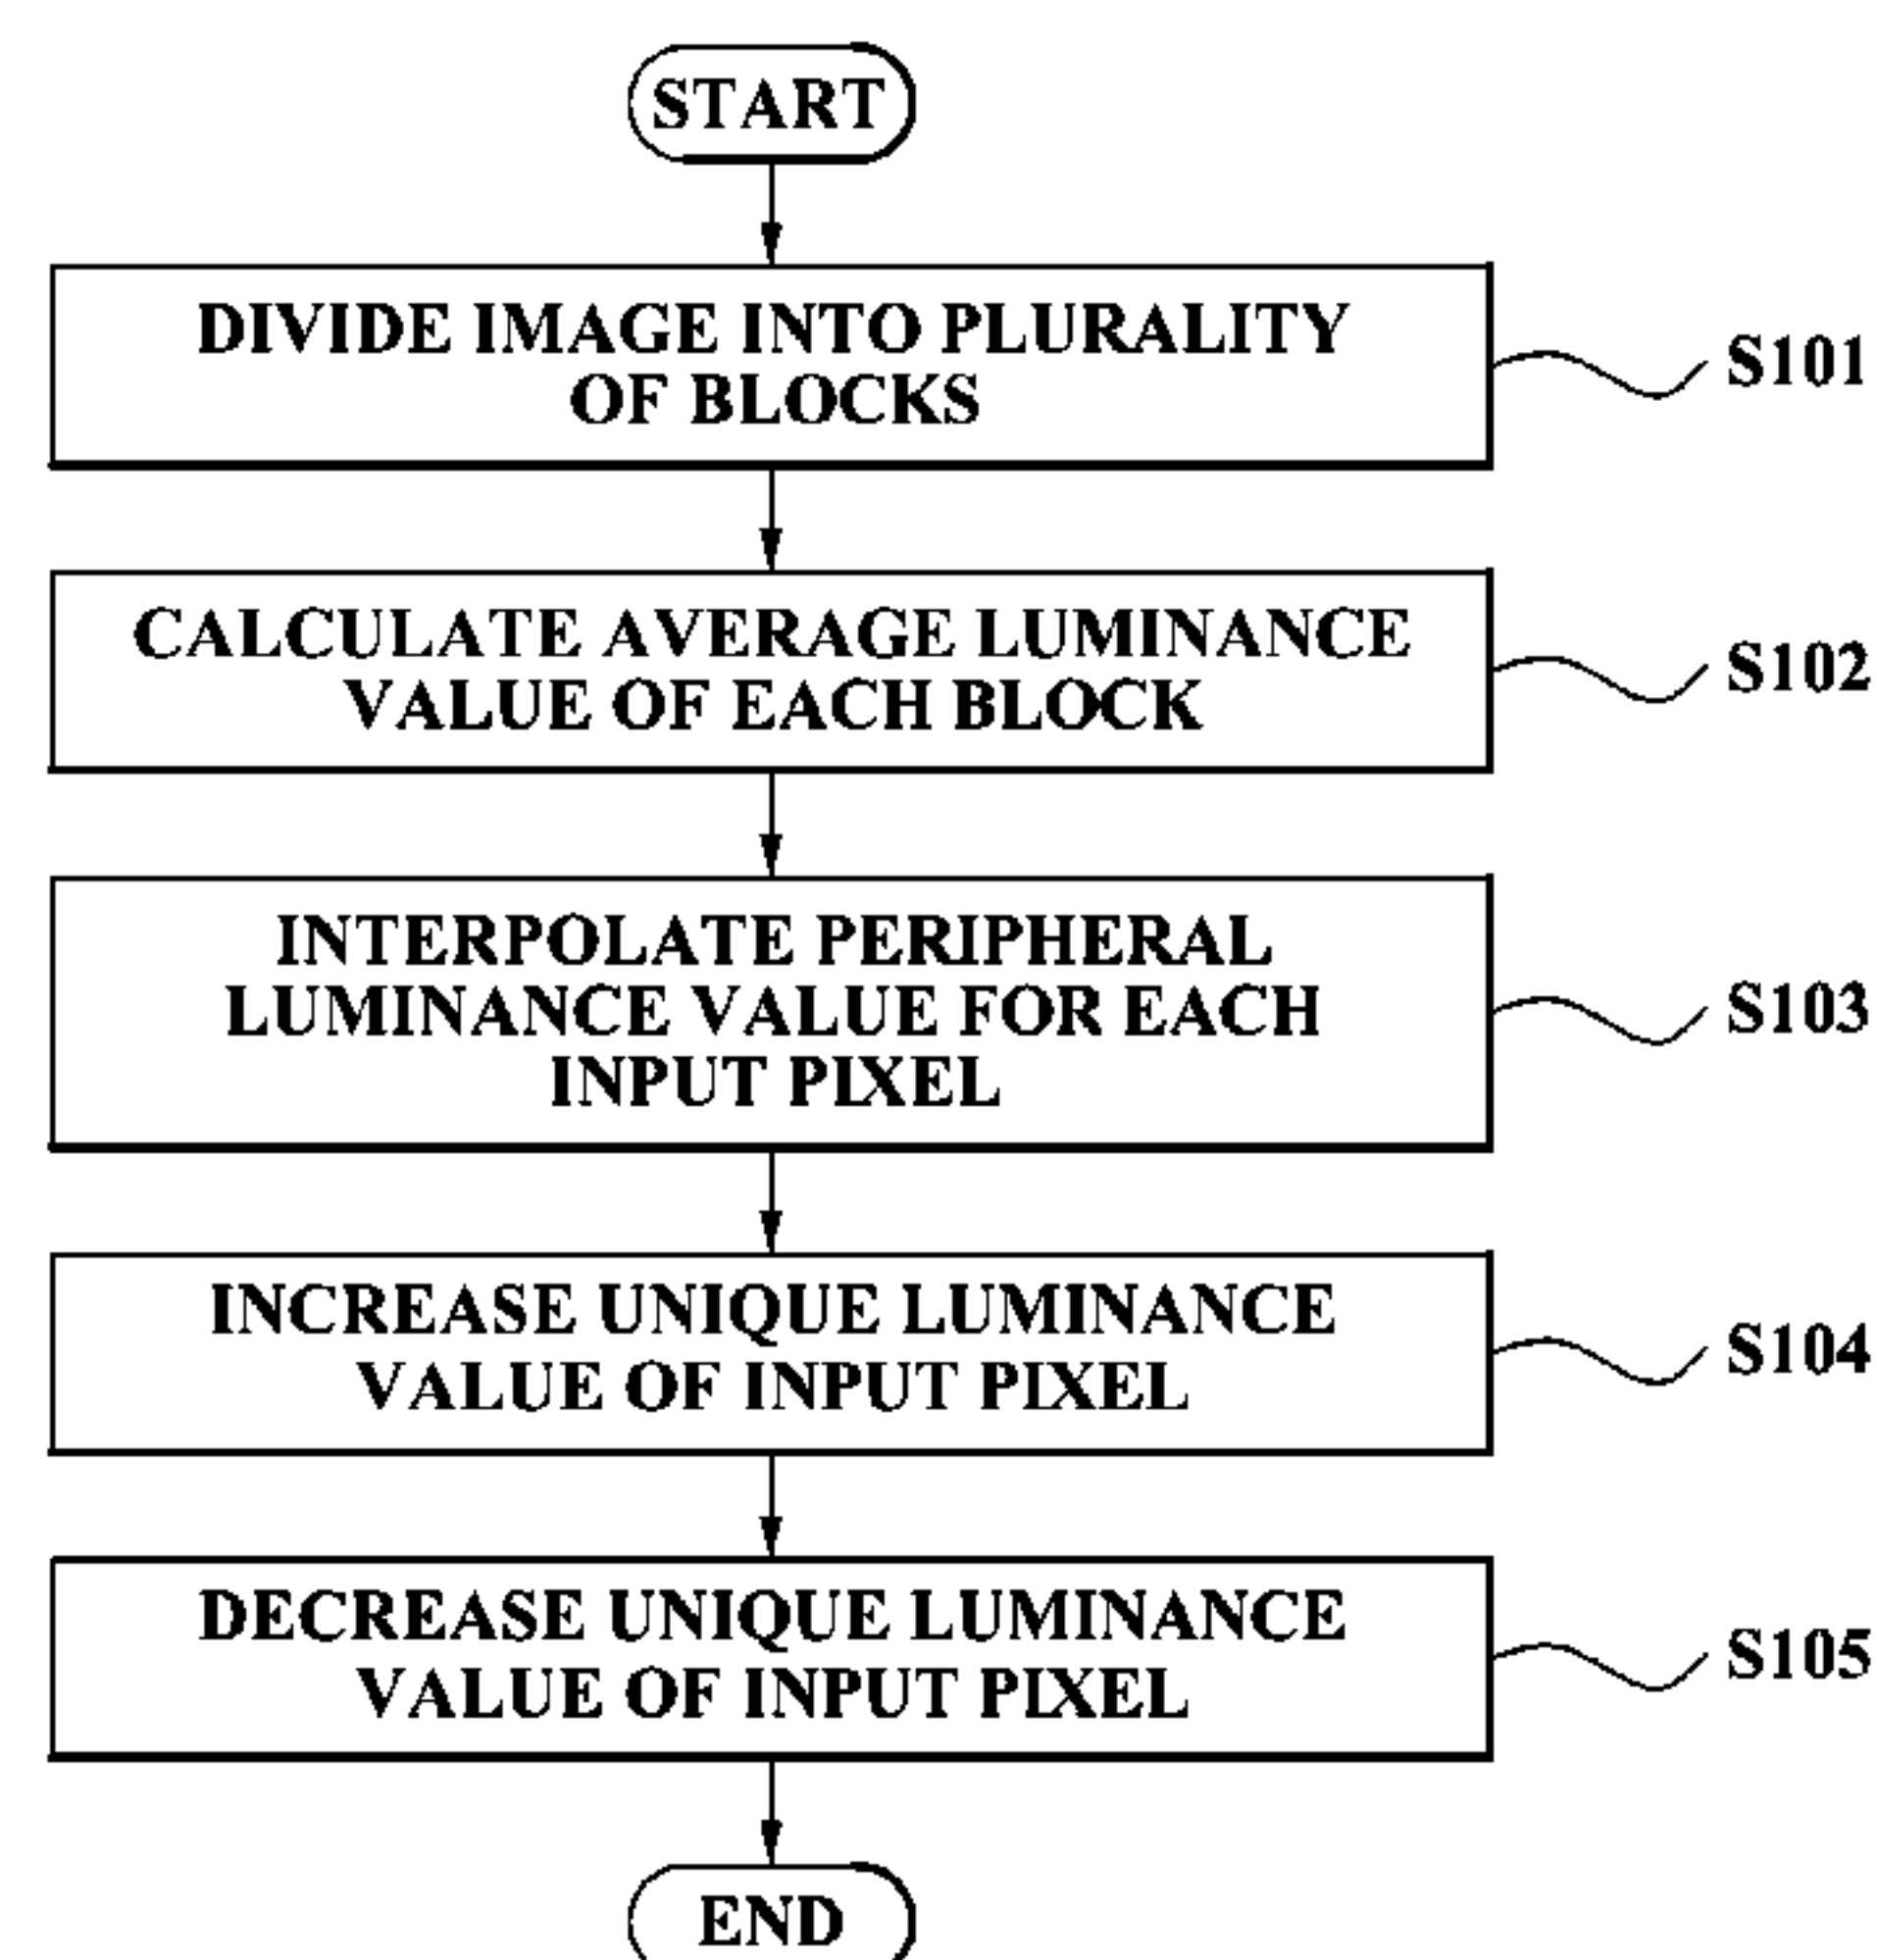 START
DIVIDE IMAGE INTO PLURALITY
OF BLOCKS
S101
CALCULATE AVERAGE LUMINANCE
VALUE OF EACH BLOCK
S102
INTERPOLATE PERIPHERAL
LUMINANCE VALUE FOR EACH
INPUT PIXEL
S103
INCREASE UNIQUE LUMINANCE
VALUE OF INPUT PIXEL
S104
DECREASE UNIQUE LUMINANCE
VALUE OF INPUT PIXEL
S105
END